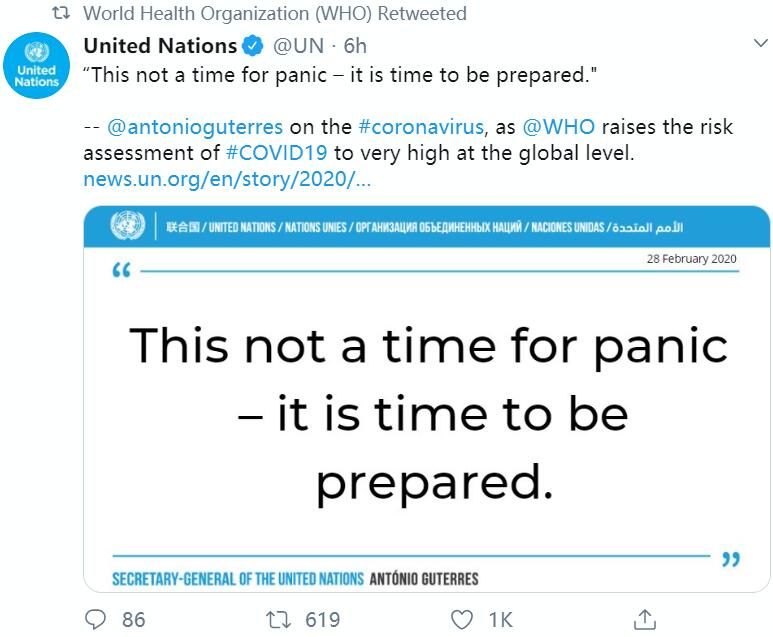 World Health Organization (WHO) Retweeted
United Nations @UN · 6h
“This not a time for panic – it is time to be prepared."
-- @antonioguterres on the #coronavirus, as @WHO raises the risk
assessment of #COVID19 to very high at the global level.
news.un.org/en/story/2020/...
United
Nations
联合国 / UNITED NATIONS / NATIONS UNIES / ОРГАНИЗАЦИЯ ОБЪЕДИНЕННЫХ НАЦИЙ / NACIONES UNIDAS / الأمم المتحدة
28 February 2020
“
This not a time for panic
– it is time to be
prepared.
”
SECRETARY-GENERAL OF THE UNITED NATIONS ANTÓNIO GUTERRES
86 619 1K